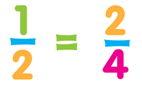 1/2 = 2/4